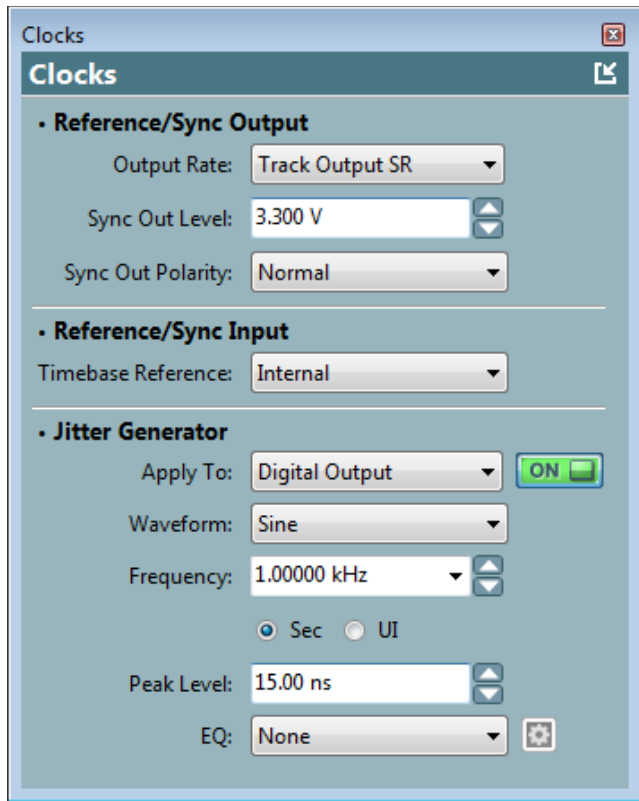 Clocks
Clocks
• Reference/Sync Output
Output Rate: Track Output SR
Sync Out Level: 3.300 V
Sync Out Polarity: Normal
• Reference/Sync Input
Timebase Reference: Internal
• Jitter Generator
Apply To: Digital Output ON
Waveform: Sine
Frequency: 1.00000 kHz
Sec UI
Peak Level: 15.00 ns
EQ: None